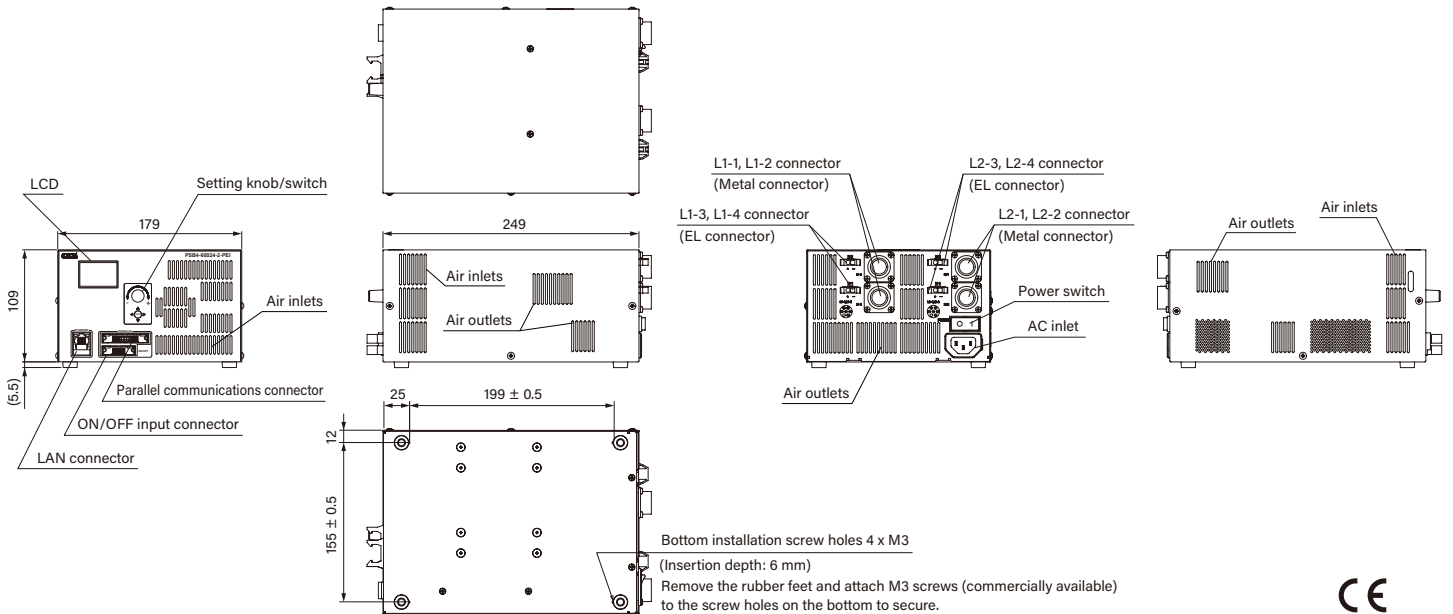 LCD
Setting knob/switch
179
109
(5.5)
PSB4-60024-2-PEI
Air inlets
Parallel communications connector
ON/OFF input connector
LAN connector
249
Air inlets
Air outlets
L1-1, L1-2 connector
(Metal connector)
L2-3, L2-4 connector
(EL connector)
L1-3, L1-4 connector
(EL connector)
L2-1, L2-2 connector
(Metal connector)
Power switch
AC inlet
Air outlets
Air outlets
Air inlets
25
199 ± 0.5
12
155 ± 0.5
Bottom installation screw holes 4 x M3
(Insertion depth: 6 mm)
Remove the rubber feet and attach M3 screws (commercially available)
to the screw holes on the bottom to secure.
CE